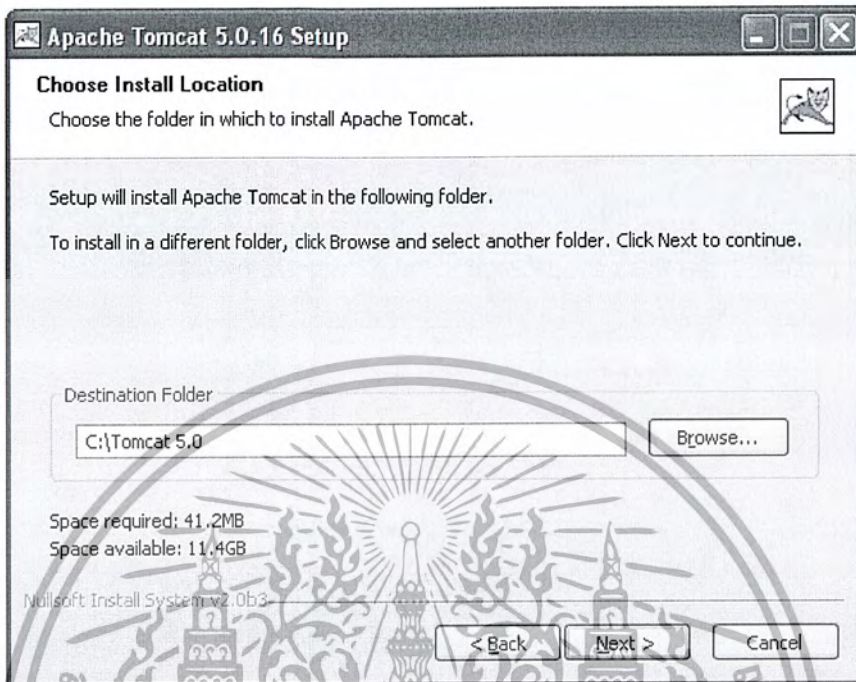 Apache Tomcat 5.0.16 Setup
Choose Install Location
Choose the folder in which to install Apache Tomcat.
Setup will install Apache Tomcat in the following folder.
To install in a different folder, click Browse and select another folder. Click Next to continue.
Destination Folder
C:\Tomcat 5.0
Browse...
Space required: 41.2MB
Space available: 11.4GB
Nullsoft Install System v2.0b3
< Back
Next >
Cancel